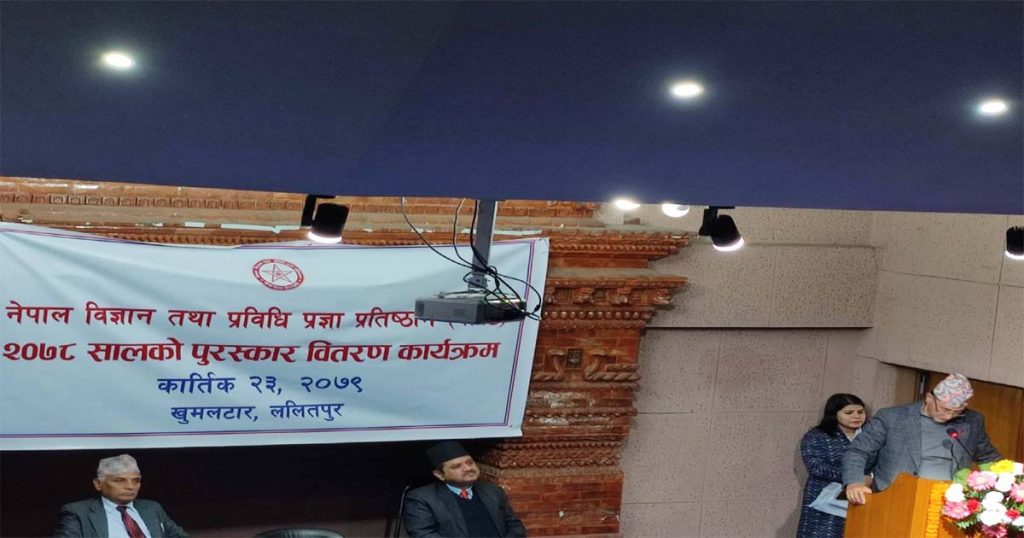 नेपाल विज्ञान तथा प्रविधि प्रज्ञा प्रतिष्ठान
२०७८ सालको पुरस्कार वितरण कार्यक्रम
कार्तिक २३, २०७९
खुमलटार, ललितपुर